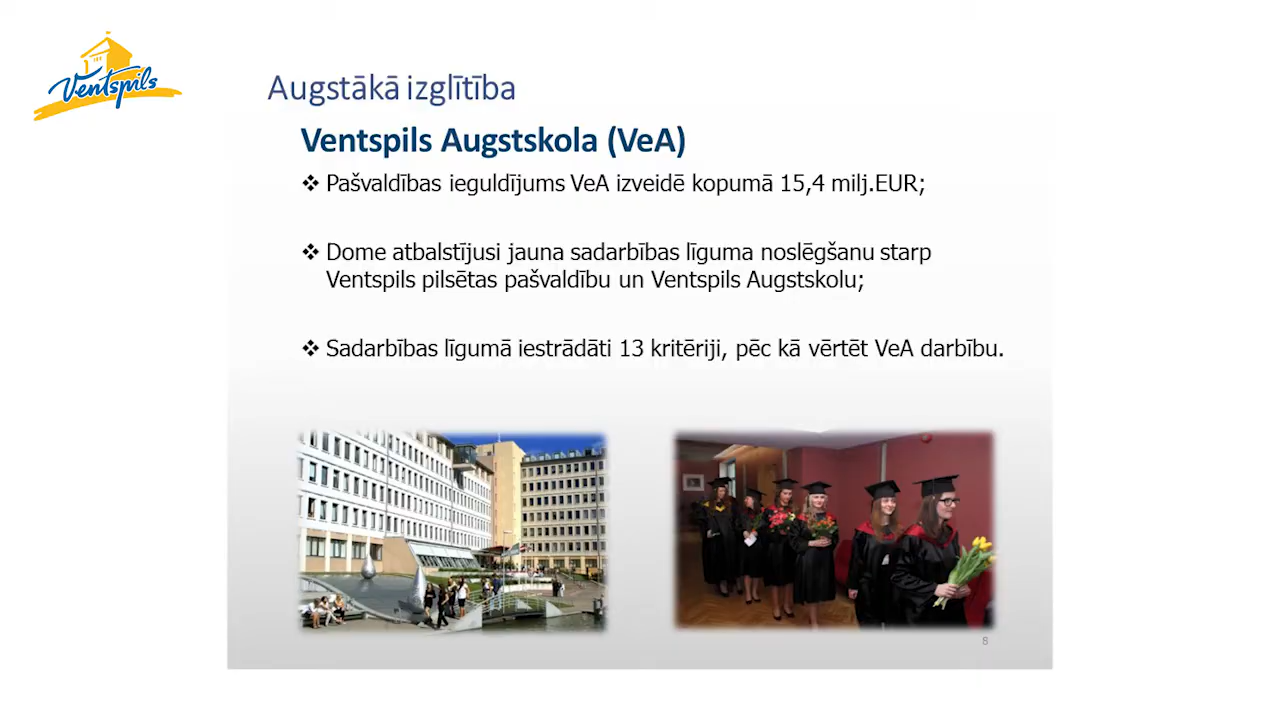 Ventspils
Augstākā izglītība
Ventspils Augstskola (VeA)
❖ Pašvaldības ieguldījums VeA izveidē kopumā 15,4 milj.EUR;
❖ Dome atbalstījusi jauna sadarbības līguma noslēgšanu starp
Ventspils pilsētas pašvaldību un Ventspils Augstskolu;
❖ Sadarbības līgumā iestrādāti 13 kritēriji, pēc kā vērtēt VeA darbību.
8